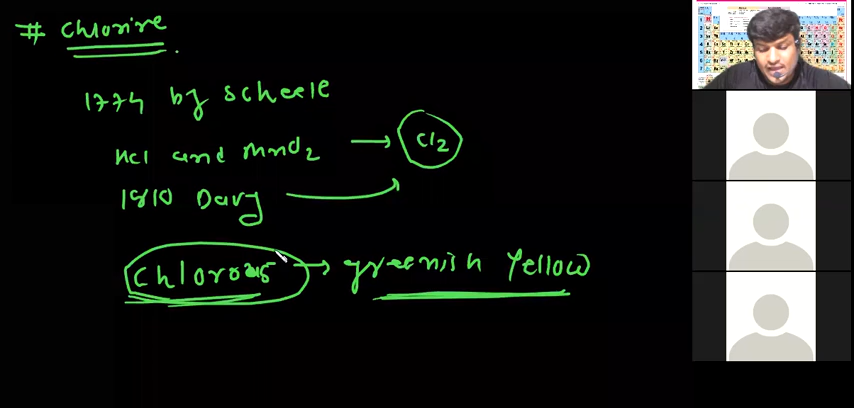 # Chlorine
1774 by Scheele
HCl and MnO2 → Cl2
1810 Davy
Chloros → greenish Yellow